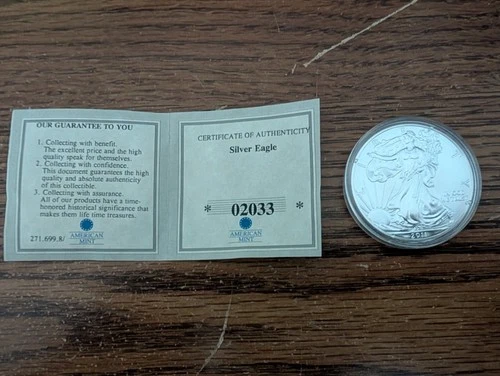 OUR GUARANTEE TO YOU
1. Collecting with benefit.
The excellent price and the high
quality speak for themselves.
2. Collecting with confidence.
This document guarantees the high
quality and absolute authenticity
of this collectible.
3. Collecting with assurance.
All of our products have a time-
honored historical significance that
makes them life time treasures.
271.699.8/
AMERICAN
MINT
CERTIFICATE OF AUTHENTICITY
Silver Eagle
* 02033 *
AMERICAN
MINT